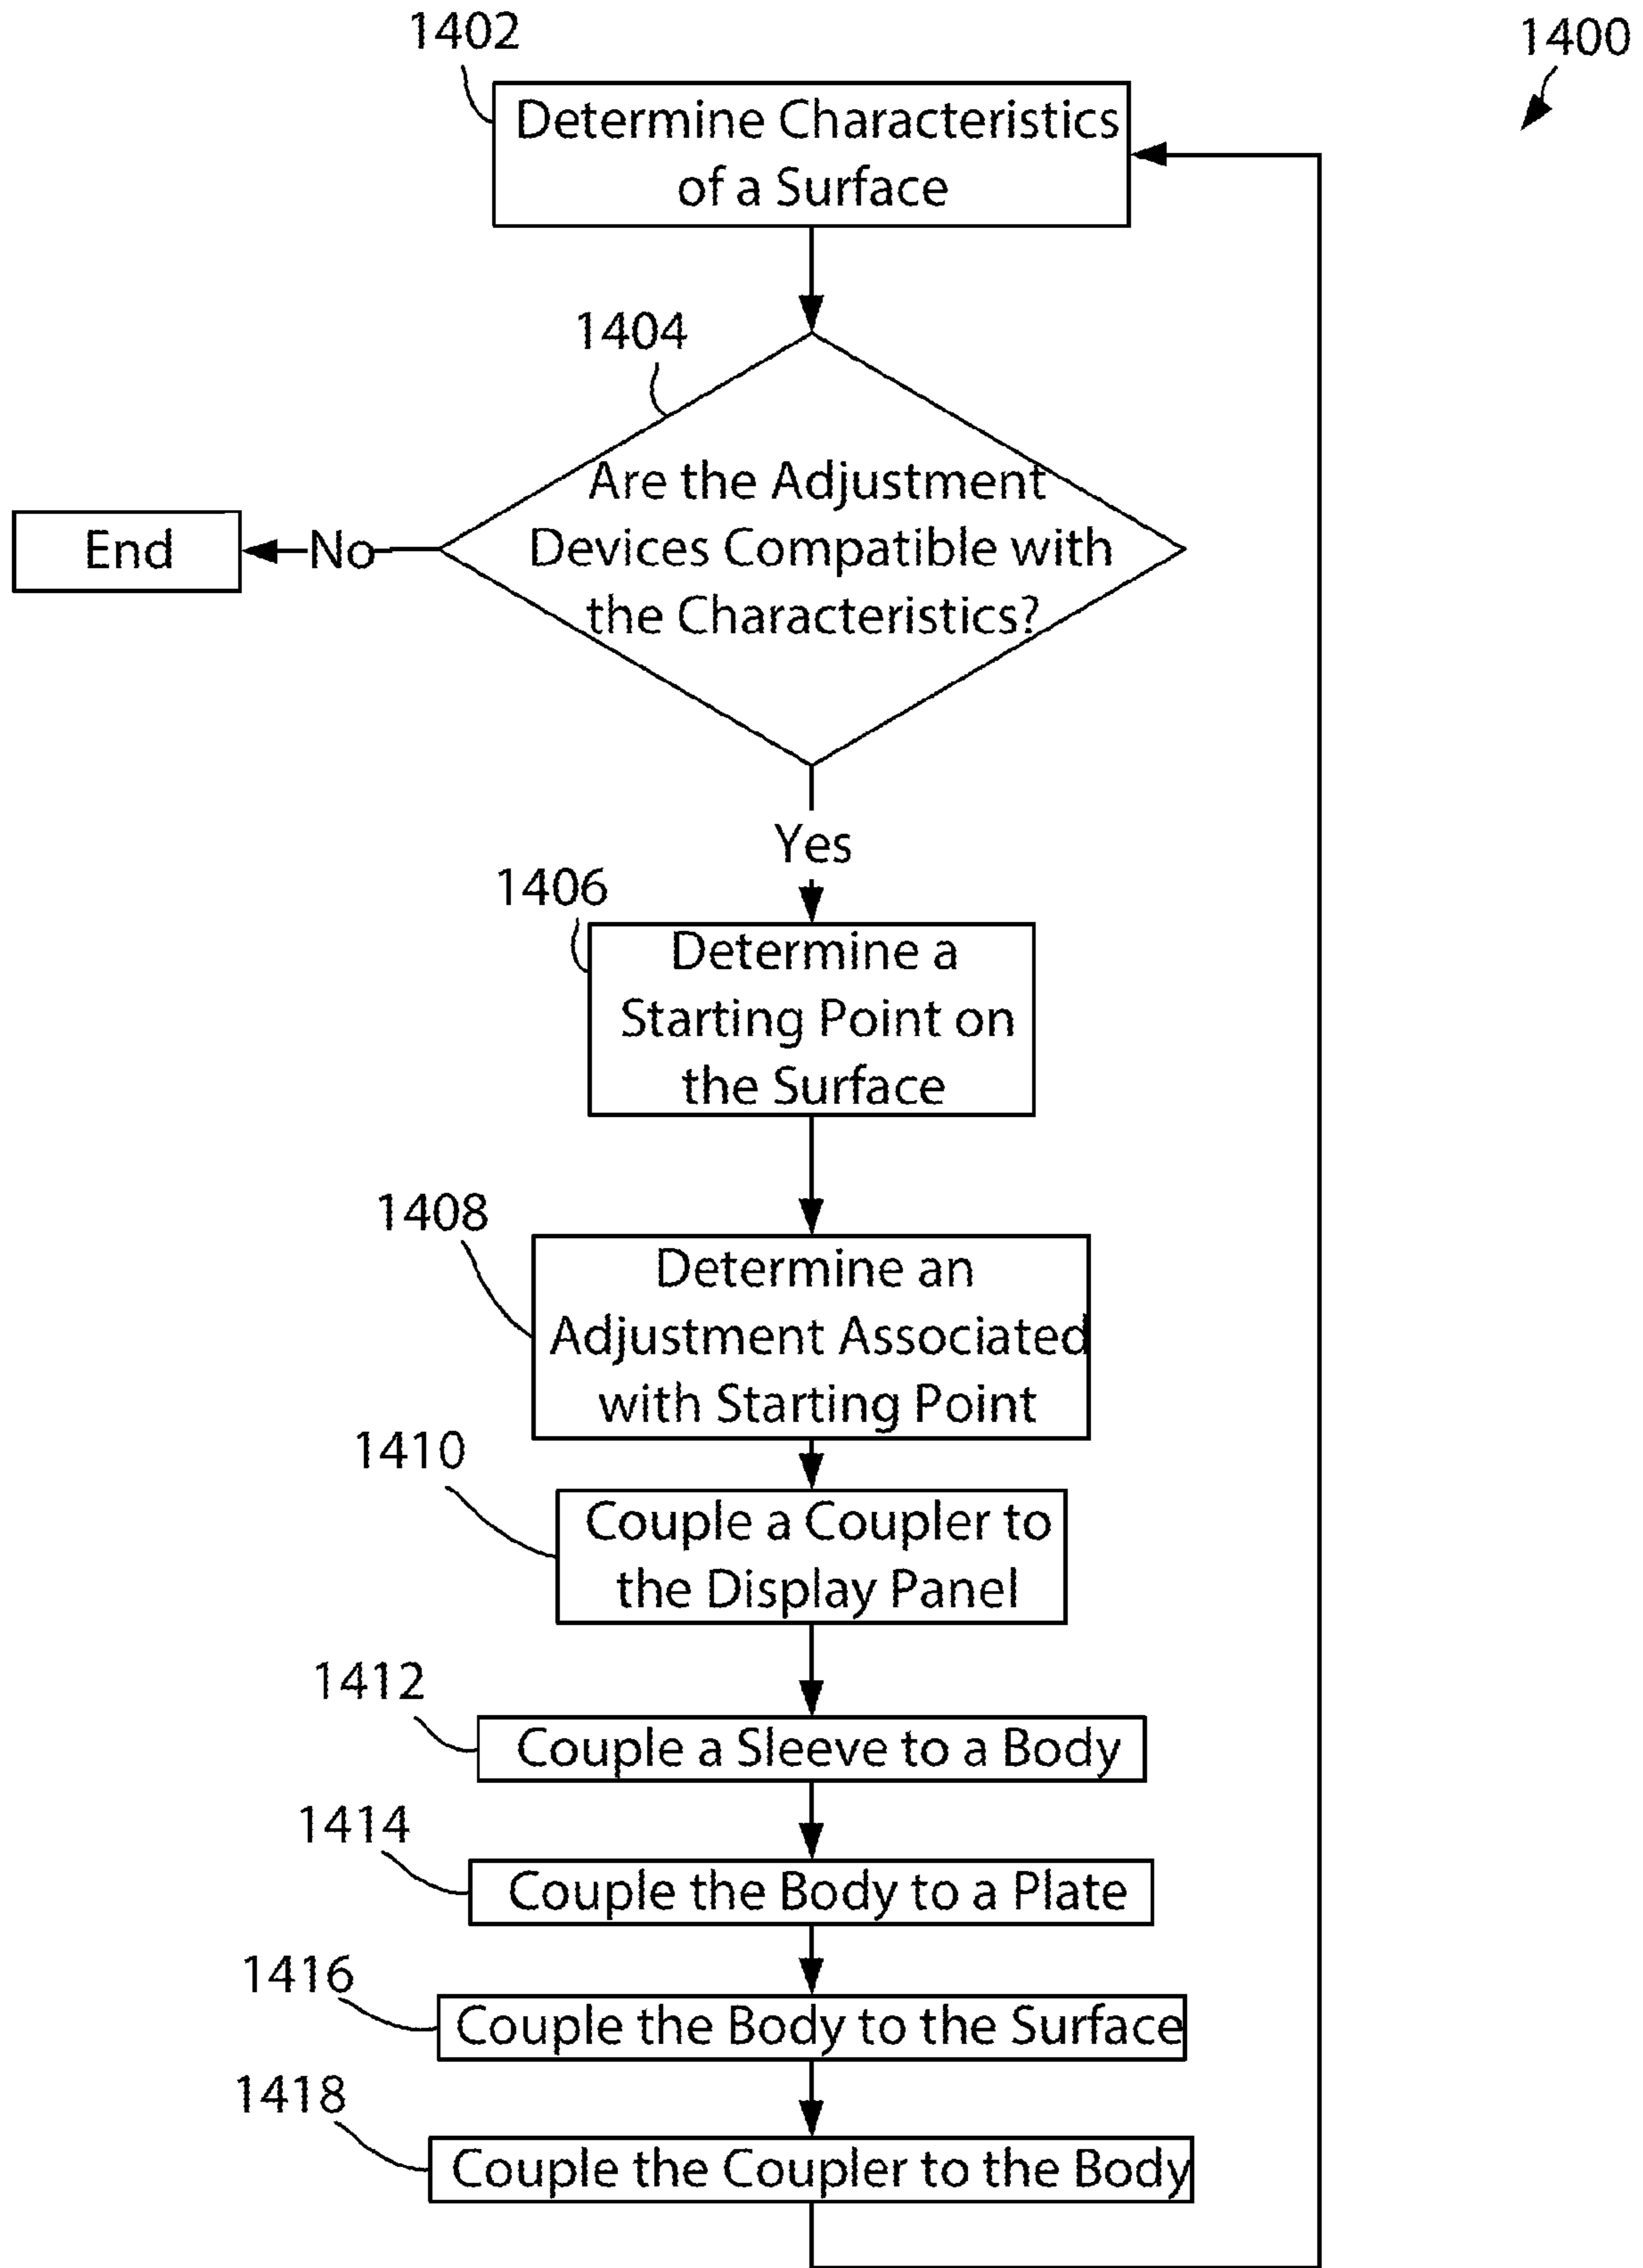 1402
1400
Determine Characteristics
of a Surface
1404
Are the Adjustment
Devices Compatible with
the Characteristics?
End
No
Yes
1406
Determine a
Starting Point on
the Surface
1408
Determine an
Adjustment Associated
with Starting Point
1410
Couple a Coupler to
the Display Panel
1412
Couple a Sleeve to a Body
1414
Couple the Body to a Plate
1416
Couple the Body to the Surface
1418
Couple the Coupler to the Body